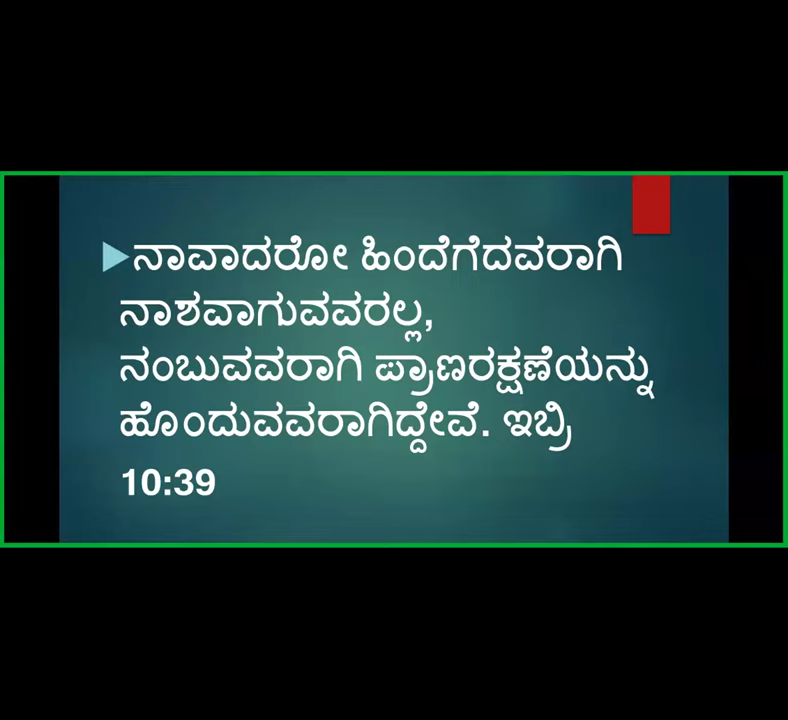 ನಾವಾದರೋ ಹಿಂದೆಗೆದವರಾಗಿ
ನಾಶವಾಗುವವರಲ್ಲ,
ನಂಬುವವರಾಗಿ ಪ್ರಾಣರಕ್ಷಣೆಯನ್ನು
ಹೊಂದುವವರಾಗಿದ್ದೇವೆ. ಇಬ್ರಿ
10:39